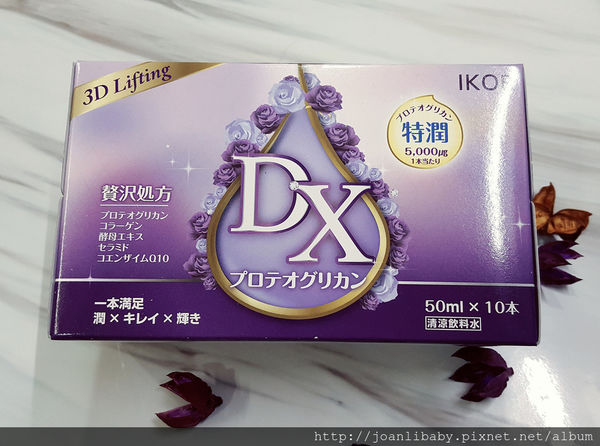 3D Lifting
IKOR
プロテオグリカン
特潤
5,000μg
1本当たり
贅沢処方
プロテオグリカン
コラーゲン
酵母エキス
セラミド
コエンザイムQ10
DX
プロテオグリカン
一本満足
潤×キレイ×輝き
50ml×10本
清涼飲料水
http://joanlibaby.pixnet.net/album